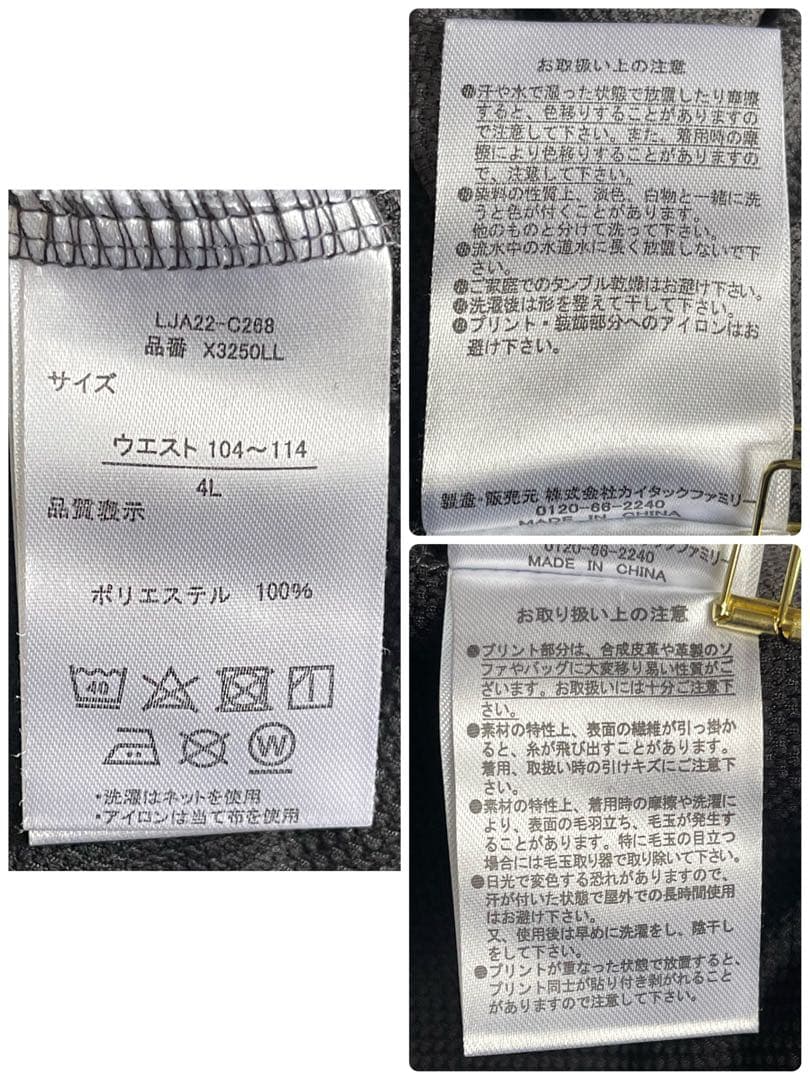 LJA22-C268
品番 X3250LL
サイズ
ウエスト 104～114
4L
品質表示
ポリエステル 100%
40
W
・洗濯はネットを使用
・アイロンは当て布を使用
お取扱い上の注意
●汗や水で湿った状態で放置したり摩擦
すると、色移りすることがありますの
で注意して下さい。また、着用時の摩
擦により色移りすることがありますの
で、注意して下さい。
●染料の性質上、淡色、白物と一緒に洗
うと色が付くことがあります。
他のものと分けて洗って下さい。
●流水中の水道水に長く放置しないで下
さい。
●ご家庭でのタンブル乾燥はお避け下さい。
●洗濯後は形を整えて干して下さい。
●プリント・装飾部分へのアイロンはお
避け下さい。
製造・販売元 株式会社カイタックファミリー
0120-66-2240
MADE IN CHINA
タックファミリー
0120-66-2240
MADE IN CHINA
お取り扱い上の注意
●プリント部分は、合成皮革や革製のソ
ファやバッグに大変移り易い性質がご
ざいます。お取扱いには十分ご注意下
さい。
●素材の特性上、表面の繊維が引っ掛か
ると、糸が飛び出すことがあります。
着用、取扱い時の引けキズにご注意下
さい。
●素材の特性上、着用時の摩擦や洗濯に
より、表面の毛羽立ち、毛玉が発生す
ることがあります。特に毛玉の目立つ
場合には毛玉取り器で取り除いて下さい。
●日光で変色する恐れがありますので、
汗が付いた状態で屋外での長時間使用
はお避け下さい。
又、使用後は早めに洗濯をし、陰干し
をして下さい。
●プリントが重なった状態で放置すると、
プリント同士が貼り付き剥がれること
がありますので注意して下さい。